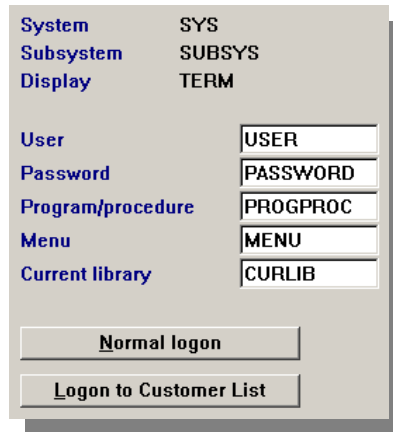 System SYS
Subsystem SUBSYS
Display TERM
User USER
Password PASSWORD
Program/procedure PROGPROC
Menu MENU
Current library CURLIB
Normal logon
Logon to Customer List